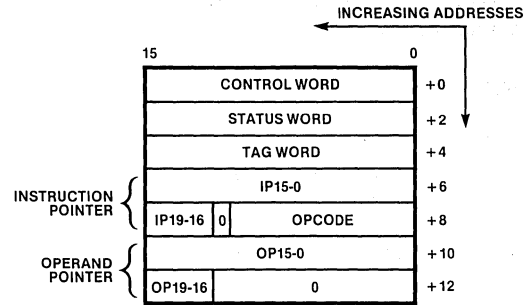 INCREASING ADDRESSES
15 0
CONTROL WORD +0
STATUS WORD +2
TAG WORD +4
INSTRUCTION POINTER
IP15-0 +6
IP19-16 0 OPCODE +8
OPERAND POINTER
OP15-0 +10
OP19-16 0 +12